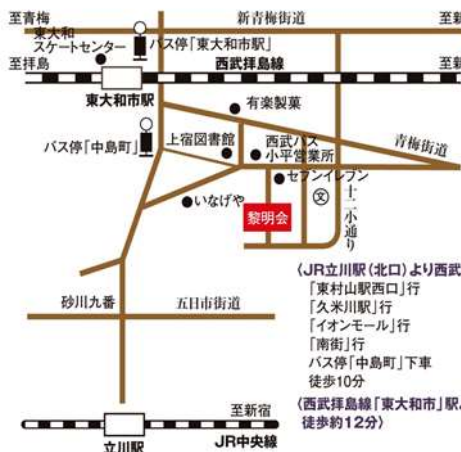 至青梅
新青梅街道
至新
東大和
スケートセンター
バス停「東大和市駅」
至拝島
西武拝島線
至新
東大和市駅
有楽製菓
青梅街道
バス停「中島町」
上宿図書館
西武バス
小平営業所
セブンイレブン
文
十二小通り
いなげや
黎明会
〈JR立川駅(北口)より西武
「東村山駅西口」行
「久米川駅」行
「イオンモール」行
「南街」行
バス停「中島町」下車
徒歩10分
砂川九番
五日市街道
〈西武拝島線「東大和市」駅よ
徒歩約12分〉
至新宿
立川駅
JR中央線